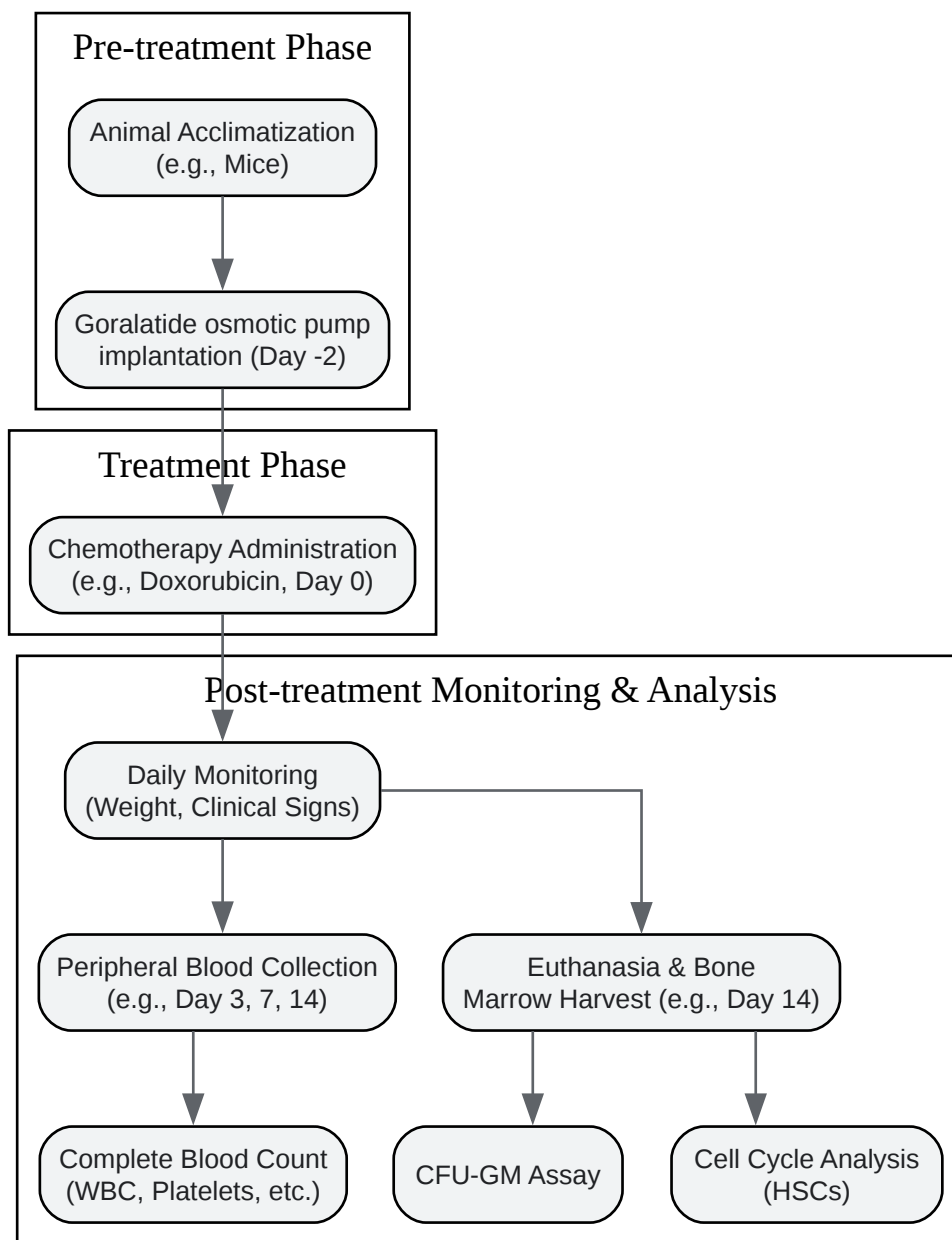 Pre-treatment Phase
Animal Acclimatization
(e.g., Mice)
Goralatide osmotic pump
implantation (Day -2)
Treatment Phase
Chemotherapy Administration
(e.g., Doxorubicin, Day 0)
Post-treatment Monitoring & Analysis
Daily Monitoring
(Weight, Clinical Signs)
Peripheral Blood Collection
(e.g., Day 3, 7, 14)
Euthanasia & Bone
Marrow Harvest (e.g., Day 14)
Complete Blood Count
(WBC, Platelets, etc.)
CFU-GM Assay
Cell Cycle Analysis
(HSCs)